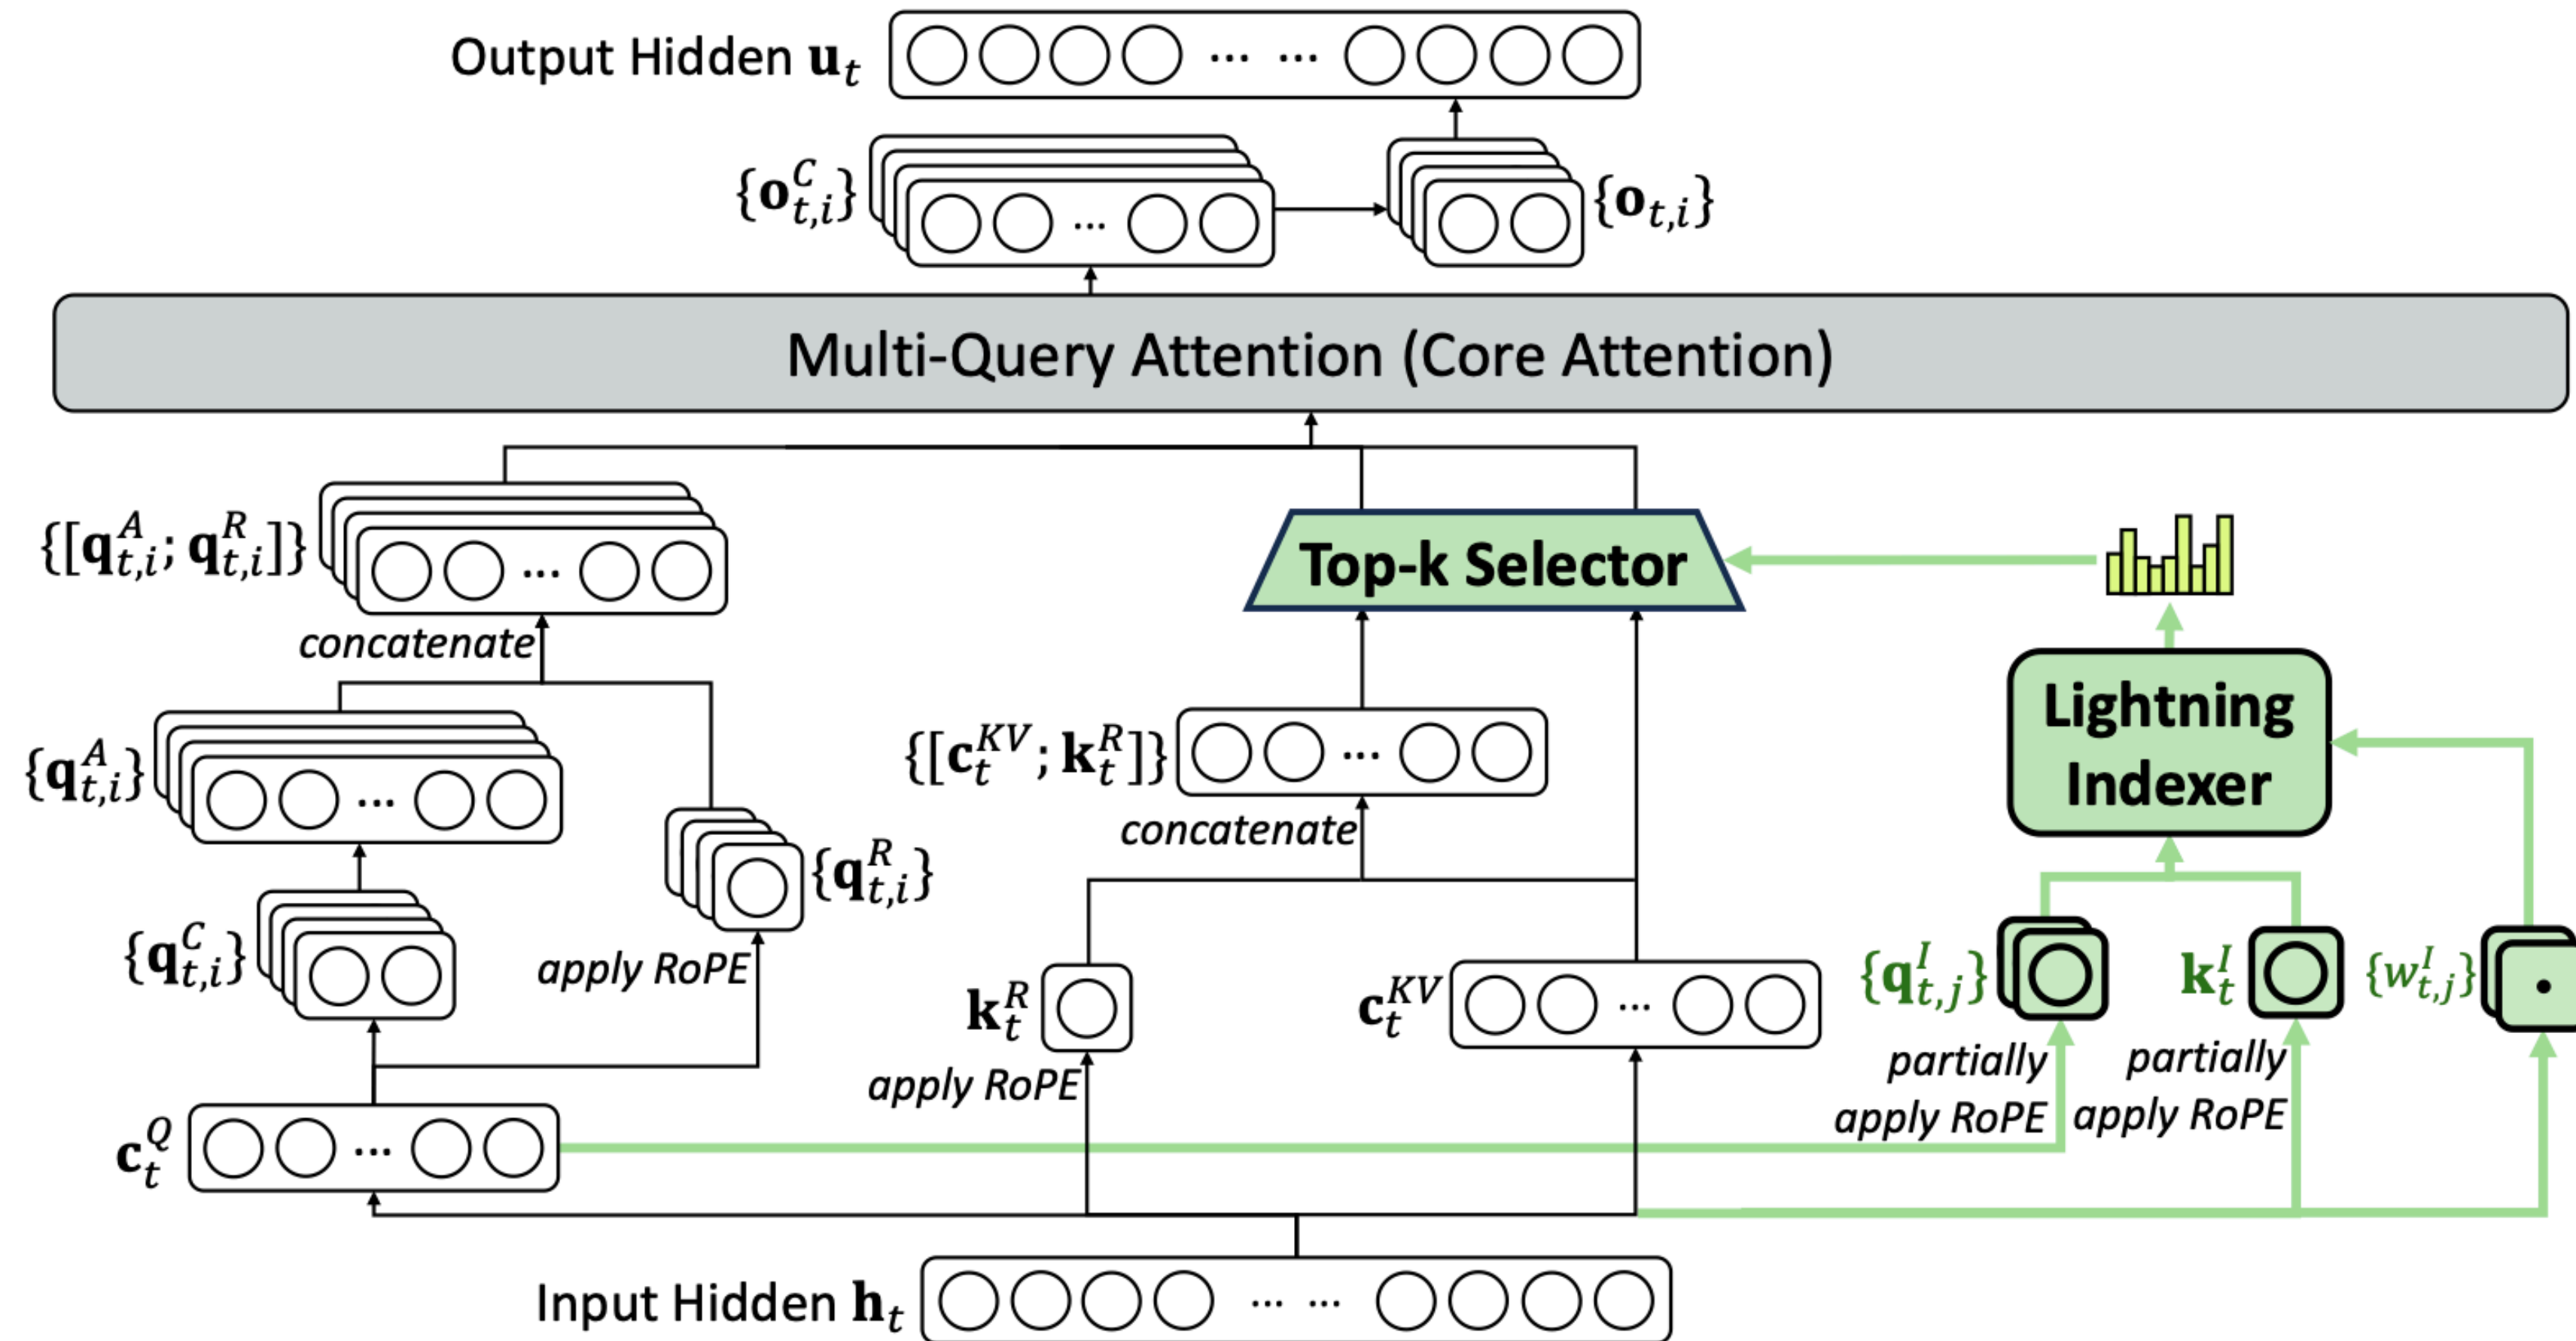 Output Hidden 𝐮_t
{𝐨^C_{t,i}}
{𝐨_{t,i}}
Multi-Query Attention (Core Attention)
{[𝐪^A_{t,i}; 𝐪^R_{t,i}]}
Top-k Selector
concatenate
Lightning
Indexer
{𝐪^A_{t,i}}
{[𝐜^{KV}_t; 𝐤^R_t]}
concatenate
{𝐪^R_{t,i}}
{𝐪^C_{t,i}}
apply RoPE
𝐤^R_t
𝐜^{KV}_t
{𝐪^I_{t,j}}
𝐤^I_t
{w^I_{t,j}}
apply RoPE
partially
apply RoPE
partially
apply RoPE
𝐜^Q_t
Input Hidden 𝐡_t